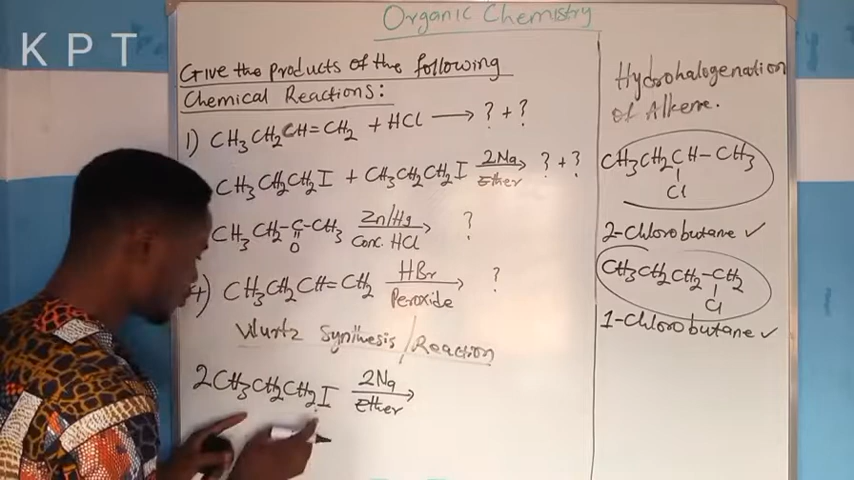 Organic Chemistry
KPT
Give the products of the following
Chemical Reactions:
1) CH₃CH₂CH=CH₂ + HCl ⟶ ? + ?
CH₃CH₂CH₂I + CH₃CH₂CH₂I 2Na Ether ⟶ ? + ?
CH₃CH₂-C-CH₃ Zn/Hg Conc. HCl ⟶ ?
O
4) CH₃CH₂CH=CH₂ HBr Peroxide ⟶ ?
Wurtz Synthesis/Reaction
2CH₃CH₂CH₂I 2Na Ether ⟶
Hydrohalogenation
of Alkene.
CH₃CH₂CH-CH₃
Cl
2-Chlorobutane ✓
CH₃CH₂CH₂-CH₂
Cl
1-Chlorobutane ✓